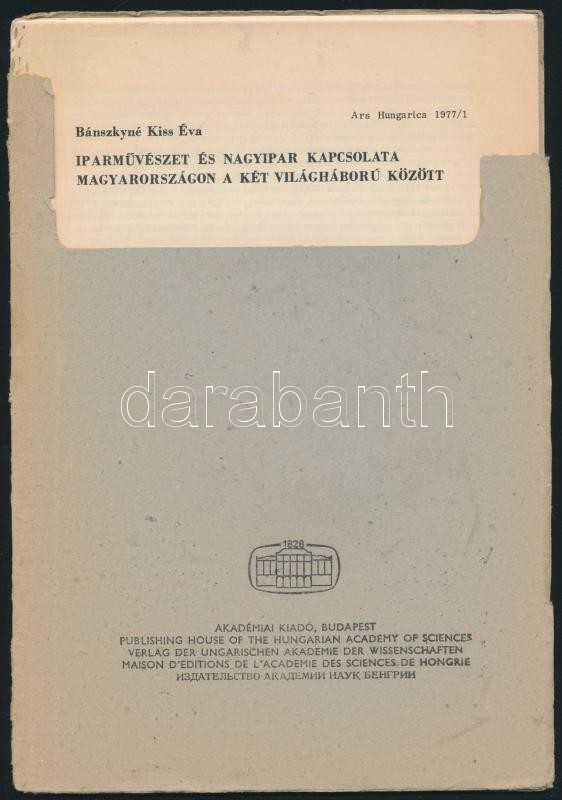 Ars Hungarica 1977/1
Bánszkyné Kiss Éva
IPARMŰVÉSZET ÉS NAGYIPAR KAPCSOLATA
MAGYARORSZÁGON A KÉT VILÁGHÁBORÚ KÖZÖTT
darabanth
1828
AKADÉMIAI KIADÓ, BUDAPEST
PUBLISHING HOUSE OF THE HUNGARIAN ACADEMY OF SCIENCES
VERLAG DER UNGARISCHEN AKADEMIE DER WISSENSCHAFTEN
MAISON D'EDITIONS DE L'ACADEMIE DES SCIENCES DE HONGRIE
ИЗДАТЕЛЬСТВО АКАДЕМИИ НАУК БЕНГРИИ